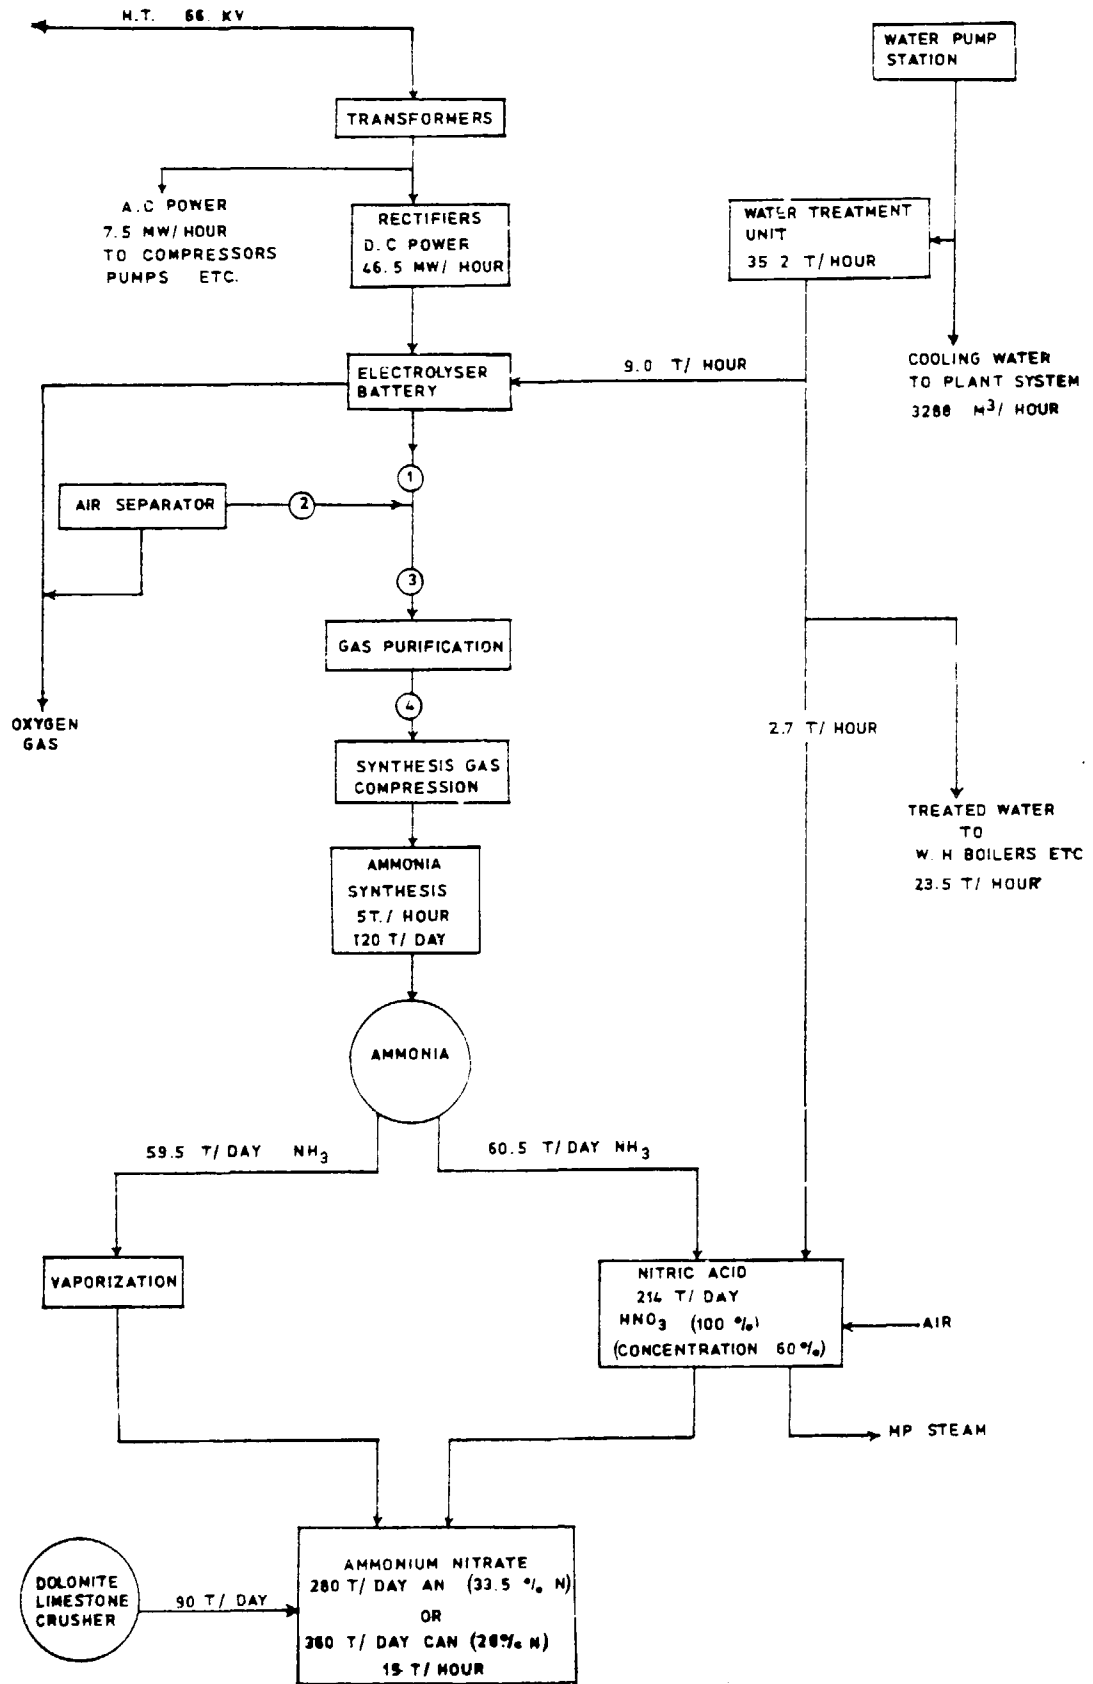 H.T. 66. KV
WATER PUMP
STATION
TRANSFORMERS
A.C POWER
7.5 MW/HOUR
TO COMPRESSORS
PUMPS ETC.
RECTIFIERS
D.C POWER
46.5 MW/ HOUR
WATER TREATMENT
UNIT
35 2 T/HOUR
COOLING WATER
TO PLANT SYSTEM
3288 M³/ HOUR
9.0 T/ HOUR
ELECTROLYSER
BATTERY
1
AIR SEPARATOR
2
3
GAS PURIFICATION
4
OXYGEN
GAS
2.7 T/ HOUR
SYNTHESIS GAS
COMPRESSION
TREATED WATER
TO
W. H BOILERS ETC
23.5 T/ HOUR
AMMONIA
SYNTHESIS
5T./ HOUR
120 T/ DAY
AMMONIA
59.5 T/DAY NH₃
60.5 T/DAY NH₃
VAPORIZATION
NITRIC ACID
214 T/ DAY
HNO₃ (100 %)
(CONCENTRATION 60%)
AIR
MP STEAM
DOLOMITE
LIMESTONE
CRUSHER
90 T/ DAY
AMMONIUM NITRATE
280 T/ DAY AN (33.5 % N)
OR
360 T/ DAY CAN (26% N)
15 T/HOUR